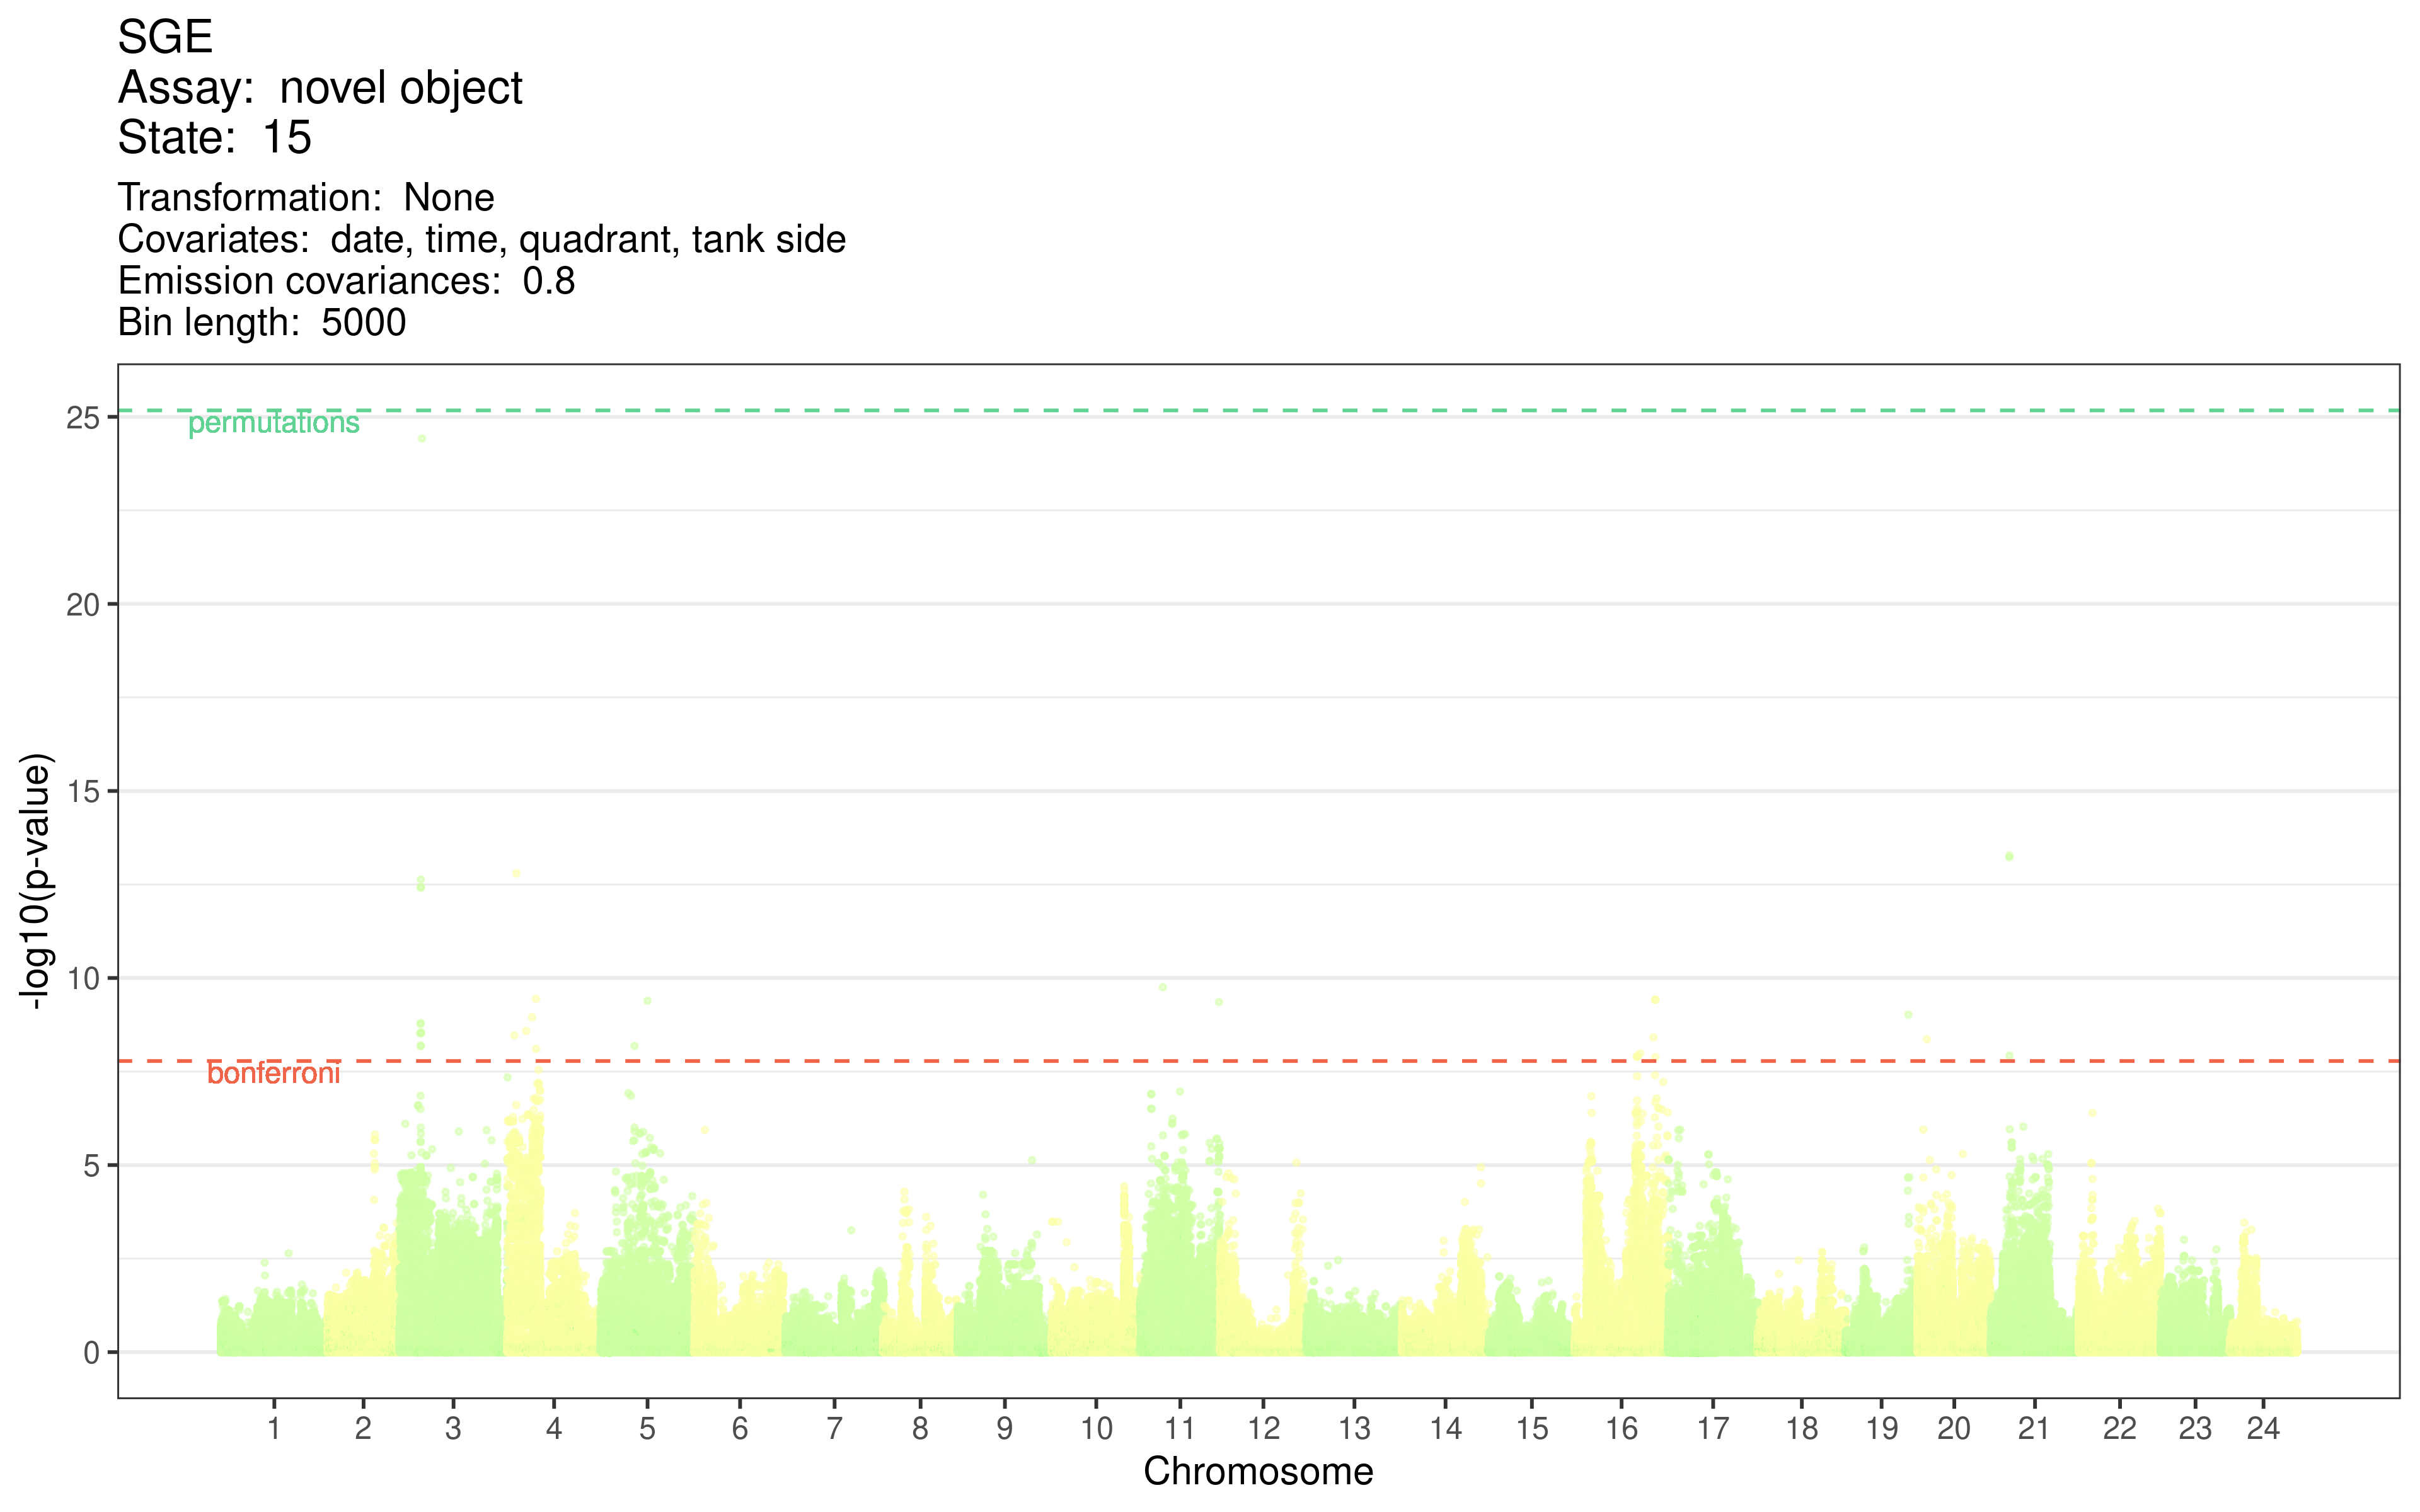 SGE
Assay:  novel object
State:  15
Transformation:  None
Covariates:  date, time, quadrant, tank side
Emission covariances:  0.8
Bin length:  5000
25
permutations
20
15
10
bonferroni
5
0
-log10(p-value)
1 2 3 4 5 6 7 8 9 10 11 12 13 14 15 16 17 18 19 20 21 22 23 24
Chromosome